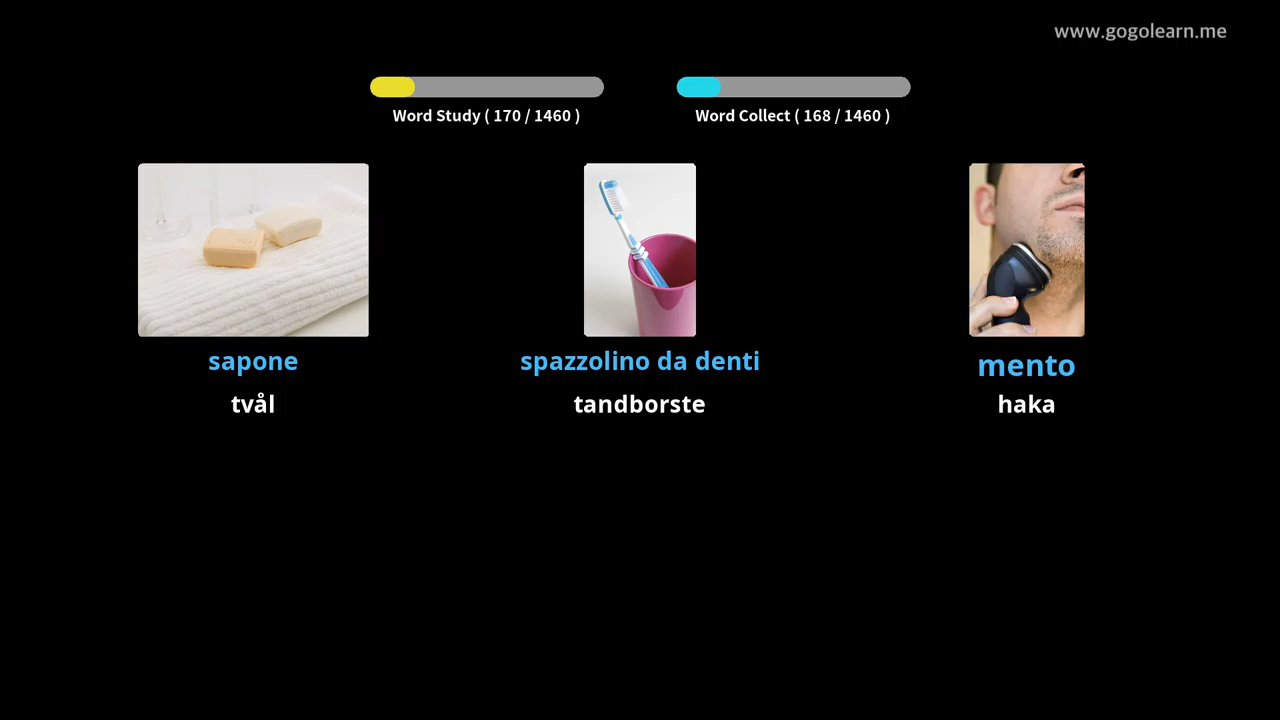 www.gogolearn.me
Word Study ( 170 / 1460 )
Word Collect ( 168 / 1460 )
sapone
spazzolino da denti
mento
tvål
tandborste
haka